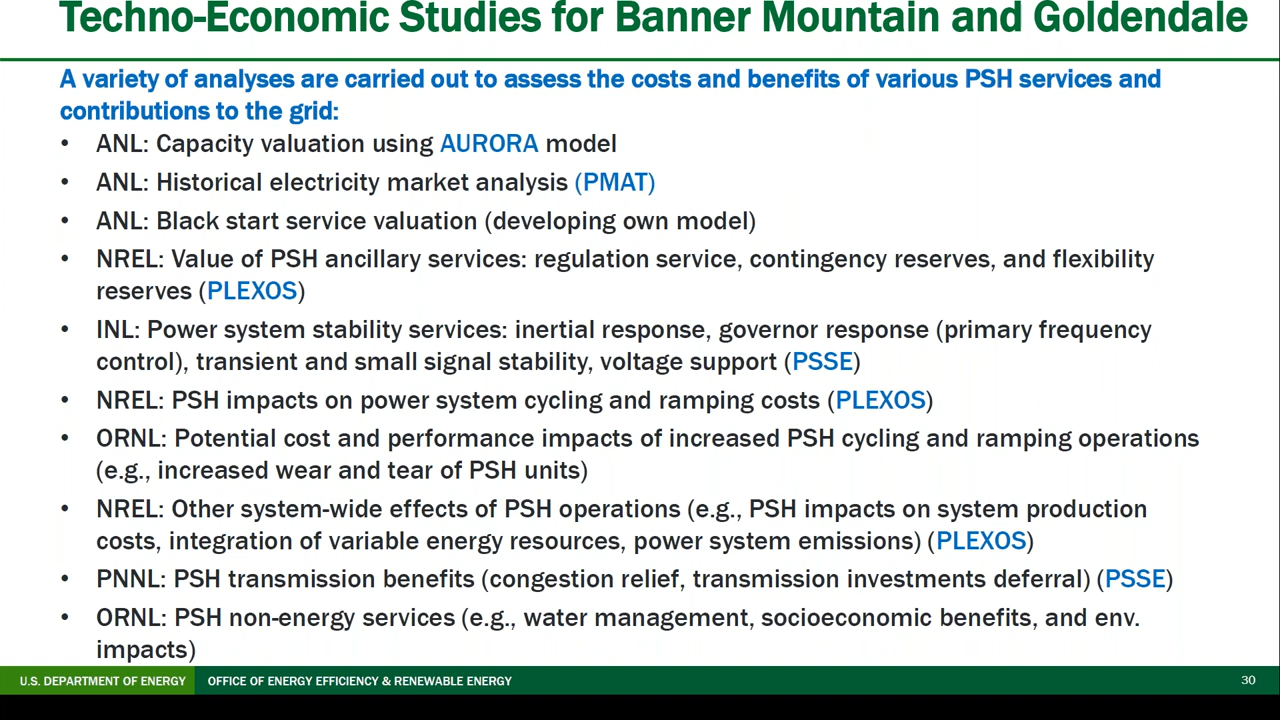 Techno-Economic Studies for Banner Mountain and Goldendale
A variety of analyses are carried out to assess the costs and benefits of various PSH services and
contributions to the grid:
• ANL: Capacity valuation using AURORA model
• ANL: Historical electricity market analysis (PMAT)
• ANL: Black start service valuation (developing own model)
• NREL: Value of PSH ancillary services: regulation service, contingency reserves, and flexibility
reserves (PLEXOS)
• INL: Power system stability services: inertial response, governor response (primary frequency
control), transient and small signal stability, voltage support (PSSE)
• NREL: PSH impacts on power system cycling and ramping costs (PLEXOS)
• ORNL: Potential cost and performance impacts of increased PSH cycling and ramping operations
(e.g., increased wear and tear of PSH units)
• NREL: Other system-wide effects of PSH operations (e.g., PSH impacts on system production
costs, integration of variable energy resources, power system emissions) (PLEXOS)
• PNNL: PSH transmission benefits (congestion relief, transmission investments deferral) (PSSE)
• ORNL: PSH non-energy services (e.g., water management, socioeconomic benefits, and env.
impacts)
U.S. DEPARTMENT OF ENERGY OFFICE OF ENERGY EFFICIENCY & RENEWABLE ENERGY 30